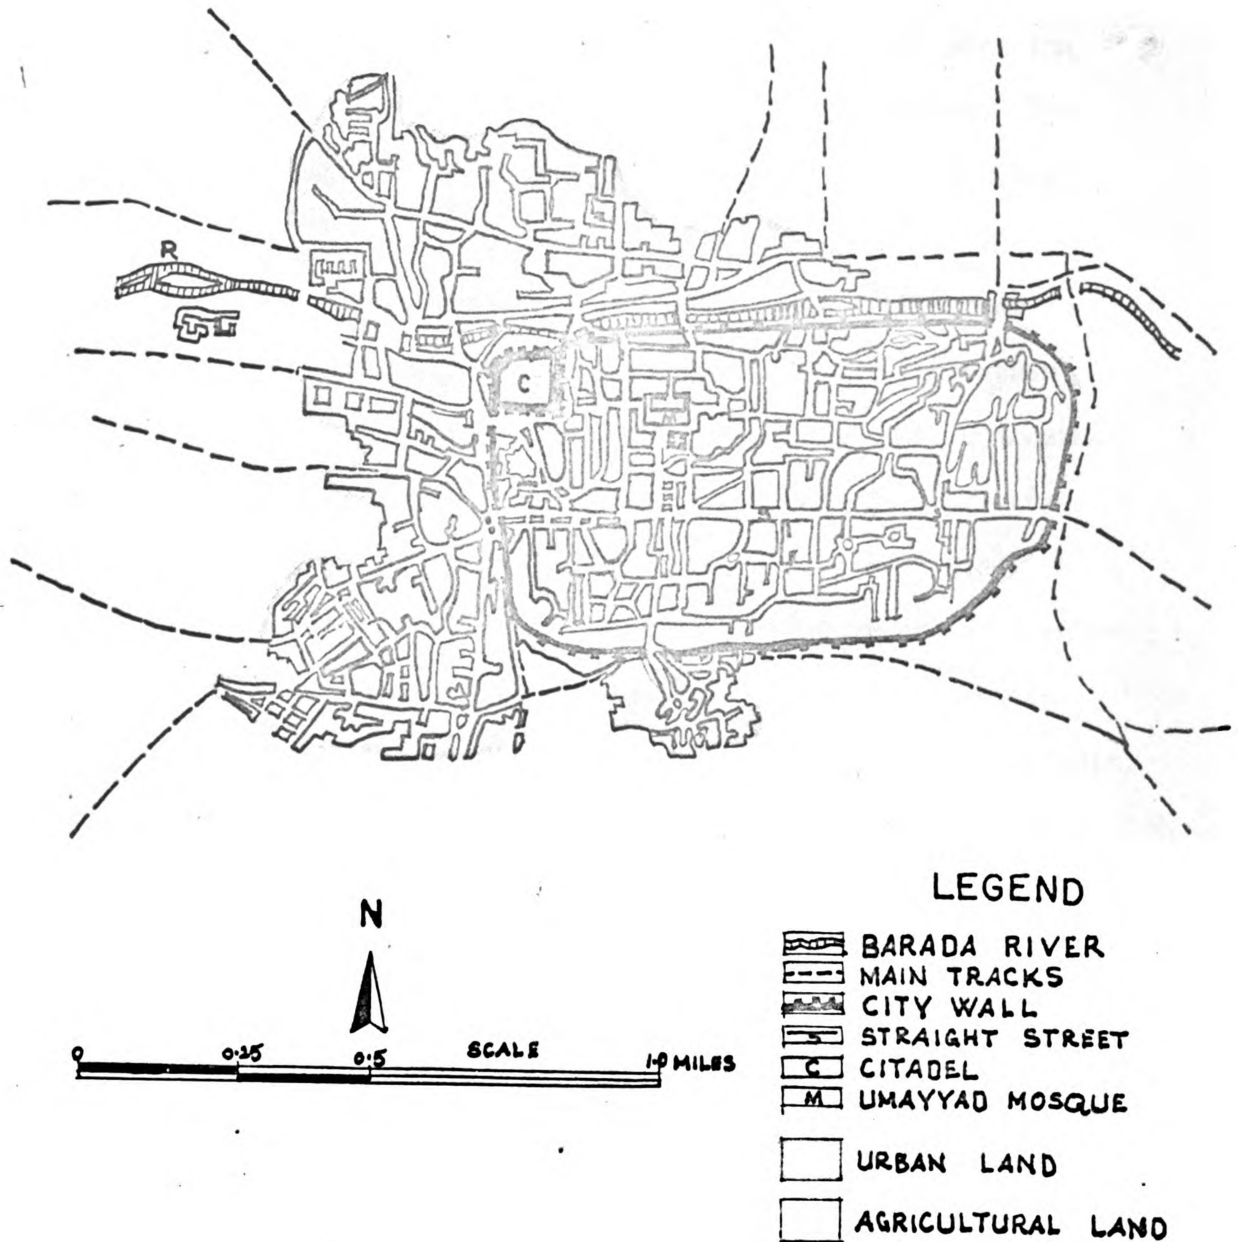 R
C
M
S
LEGEND
N
BARADA RIVER
MAIN TRACKS
CITY WALL
S STRAIGHT STREET
C CITADEL
M UMAYYAD MOSQUE
URBAN LAND
AGRICULTURAL LAND
0 0.25 0.5 SCALE 1.0 MILES